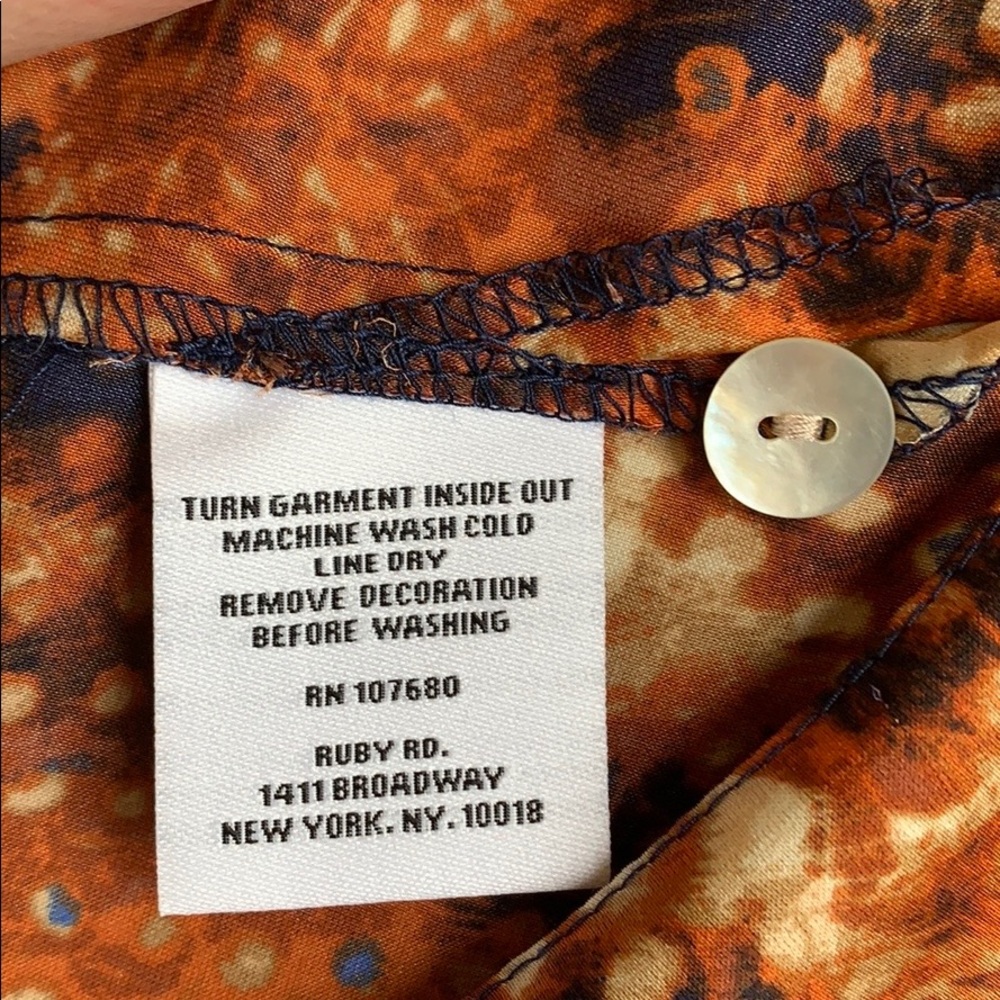 TURN GARMENT INSIDE OUT
MACHINE WASH COLD
LINE DRY
REMOVE DECORATION
BEFORE WASHING
RN 107680
RUBY RD.
1411 BROADWAY
NEW YORK. NY. 10018